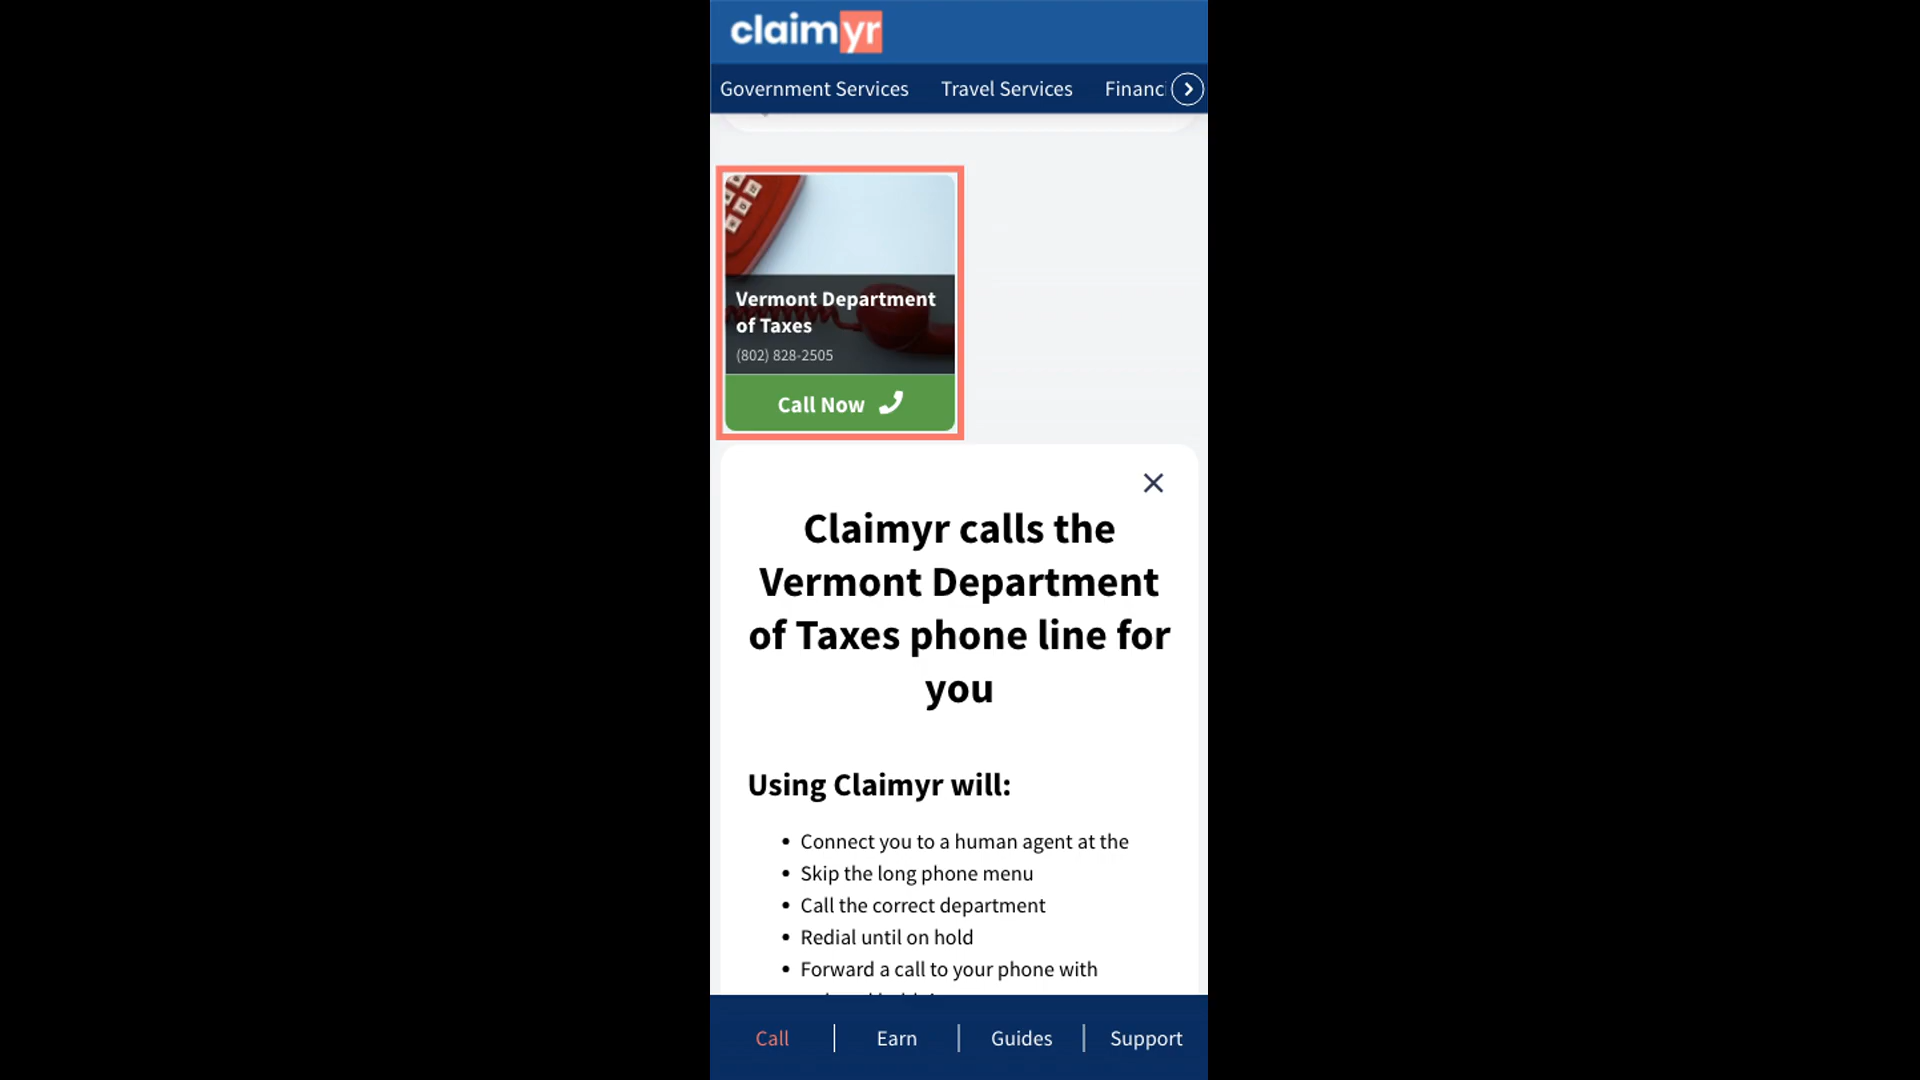 claimyr
Government Services
Travel Services
Financ
Vermont Department
of Taxes
(802) 828-2505
Call Now
Claimyr calls the
Vermont Department
of Taxes phone line for
you
Using Claimyr will:
• Connect you to a human agent at the
• Skip the long phone menu
• Call the correct department
• Redial until on hold
• Forward a call to your phone with
Call
Earn
Guides
Support